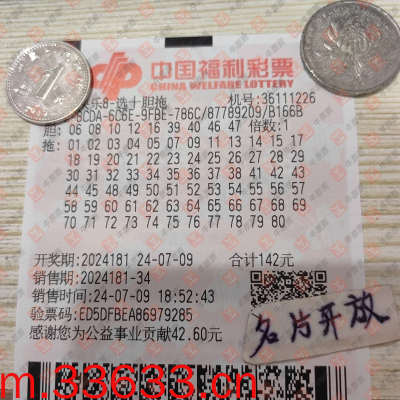 中国福利彩票
CHINA WELFARE LOTTERY
乐8-选十胆拖 机号:35111226
6CDA-6C6E-9FBE-786C/87789209/B166B
胆: 06 08 10 12 16 39 40 46 47 倍数:1
拖: 01 02 03 04 05 07 09 11 13 14 15 17
18 19 20 21 22 23 24 25 26 27 28 29
30 31 32 33 34 35 36 37 38 41 42 43
44 45 48 49 50 51 52 53 54 55 56 57
58 59 60 61 62 63 64 65 66 67 68 69
70 71 72 73 74 75 76 77 78 79 80
开奖期:2024181 24-07-09 合计142元
销售期:2024181-34
销售时间:24-07-09 18:52:43
验票码:ED5DFBEA86979285
感谢您为公益事业贡献42.60元
名片开放
m.33633.cn
1